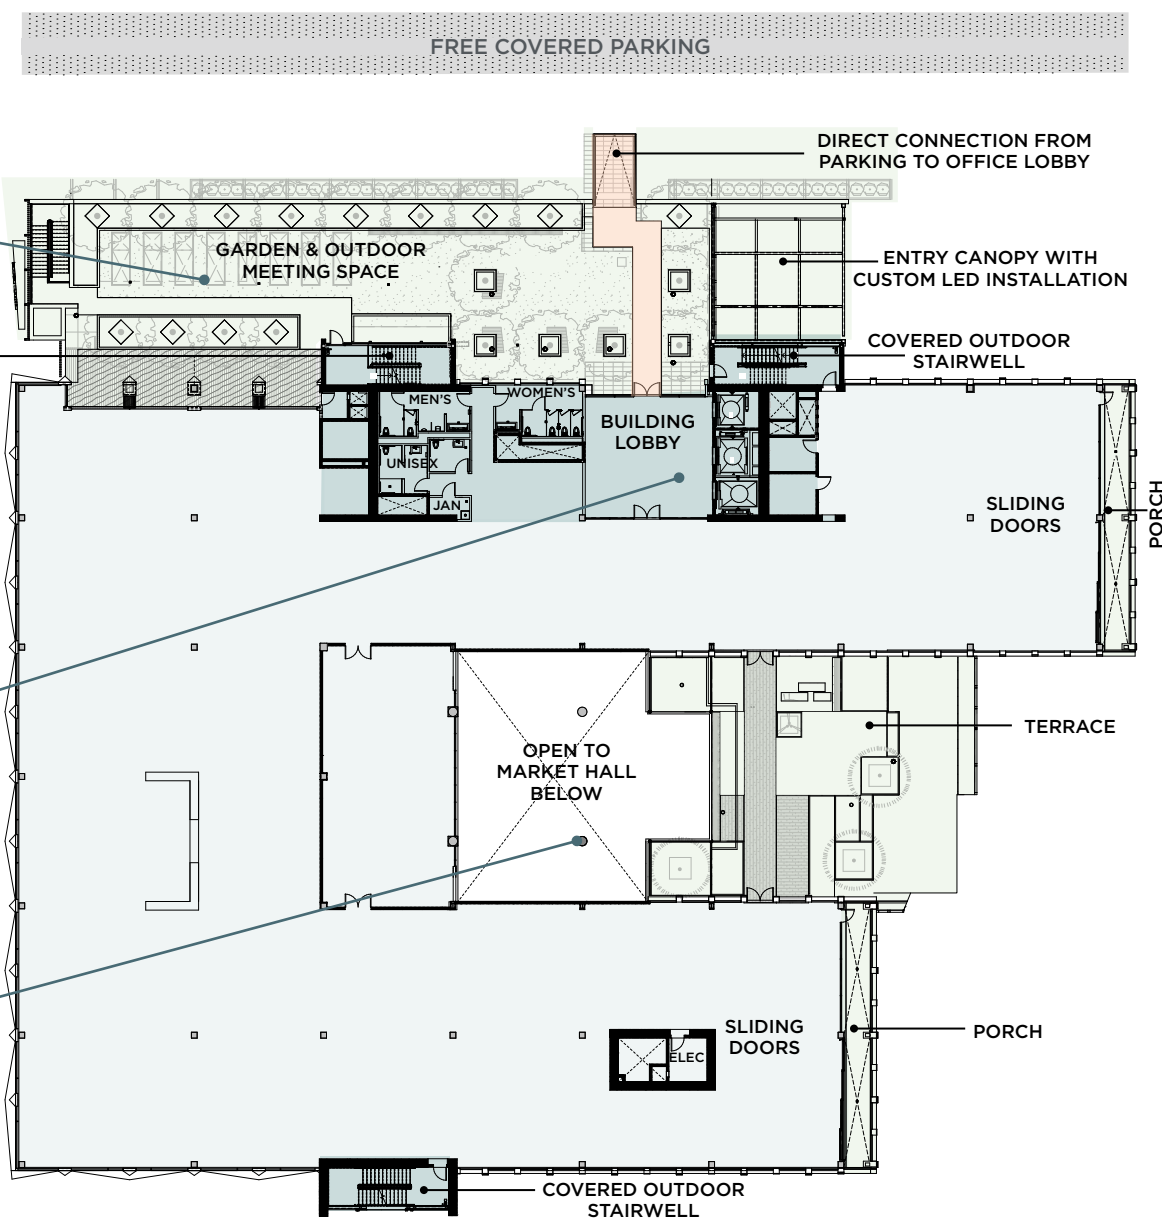 FREE COVERED PARKING
DIRECT CONNECTION FROM
PARKING TO OFFICE LOBBY
GARDEN & OUTDOOR
MEETING SPACE
ENTRY CANOPY WITH
CUSTOM LED INSTALLATION
COVERED OUTDOOR
STAIRWELL
MEN'S
WOMEN'S
BUILDING
LOBBY
UNISEX
JAN
SLIDING
DOORS
PORCH
OPEN TO
MARKET HALL
BELOW
TERRACE
SLIDING
DOORS
ELEC
PORCH
COVERED OUTDOOR
STAIRWELL